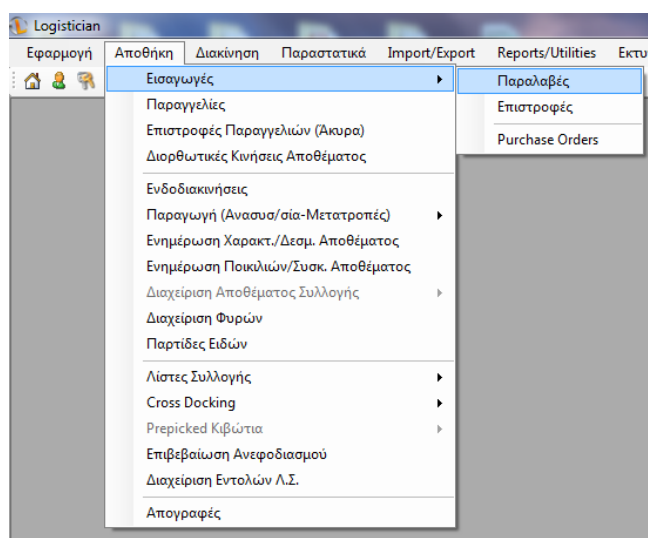 Logistician
Εφαρμογή Αποθήκη Διακίνηση Παραστατικά Import/Export Reports/Utilities
Εισαγωγές
Παραγγελίες
Επιστροφές Παραγγελιών (Άκυρα)
Διορθωτικές Κινήσεις Αποθέματος
Ενδοδιακινήσεις
Παραγωγή (Ανασυσ/σία-Μετατροπές)
Ενημέρωση Χαρακτ./Δεσμ. Αποθέματος
Ενημέρωση Ποικιλιών/Συσκ. Αποθέματος
Διαχείριση Αποθέματος Συλλογής
Διαχείριση Φυρών
Παρτίδες Ειδών
Λίστες Συλλογής
Cross Docking
Prepicked Κιβώτια
Επιβεβαίωση Ανεφοδιασμού
Διαχείριση Εντολών Λ.Σ.
Απογραφές
Παραλαβές
Επιστροφές
Purchase Orders